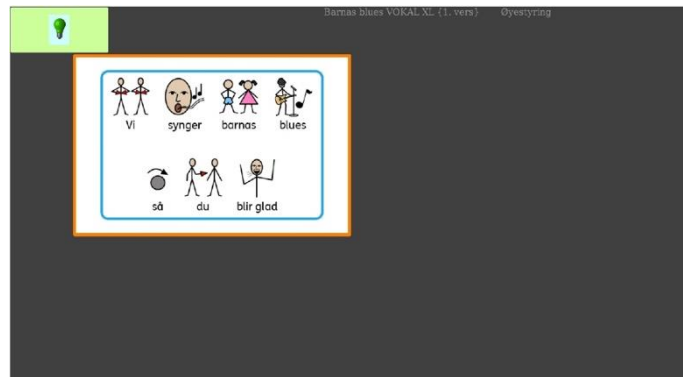 Barnas blues VOKAL XL {1. vers} Øyestyring
Vi synger barnas blues
så du blir glad